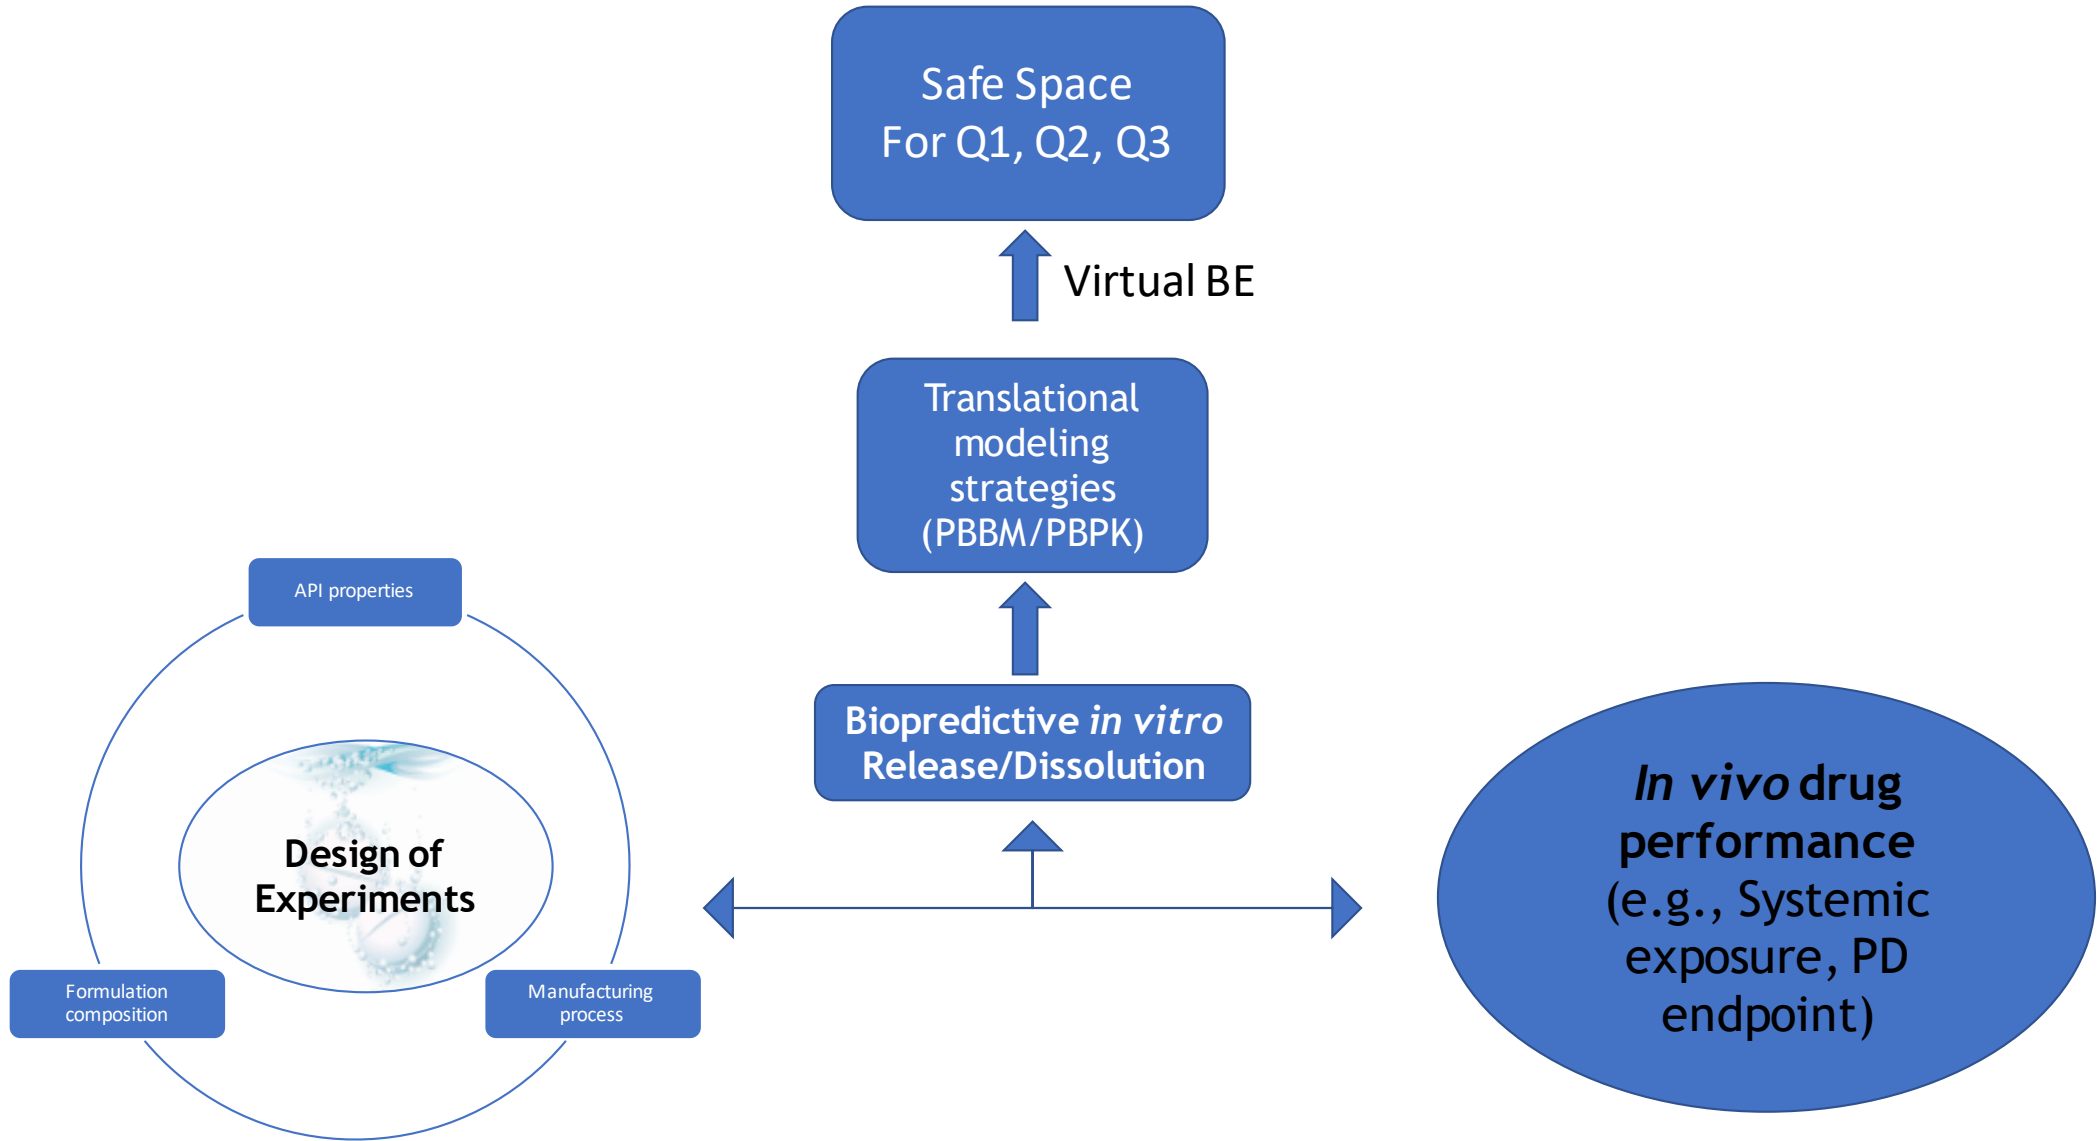 Safe Space
For Q1, Q2, Q3
Virtual BE
Translational
modeling
strategies
(PBBM/PBPK)
Biopredictive in vitro
Release/Dissolution
API properties
Design of
Experiments
Formulation
composition
Manufacturing
process
In vivo drug
performance
(e.g., Systemic
exposure, PD
endpoint)